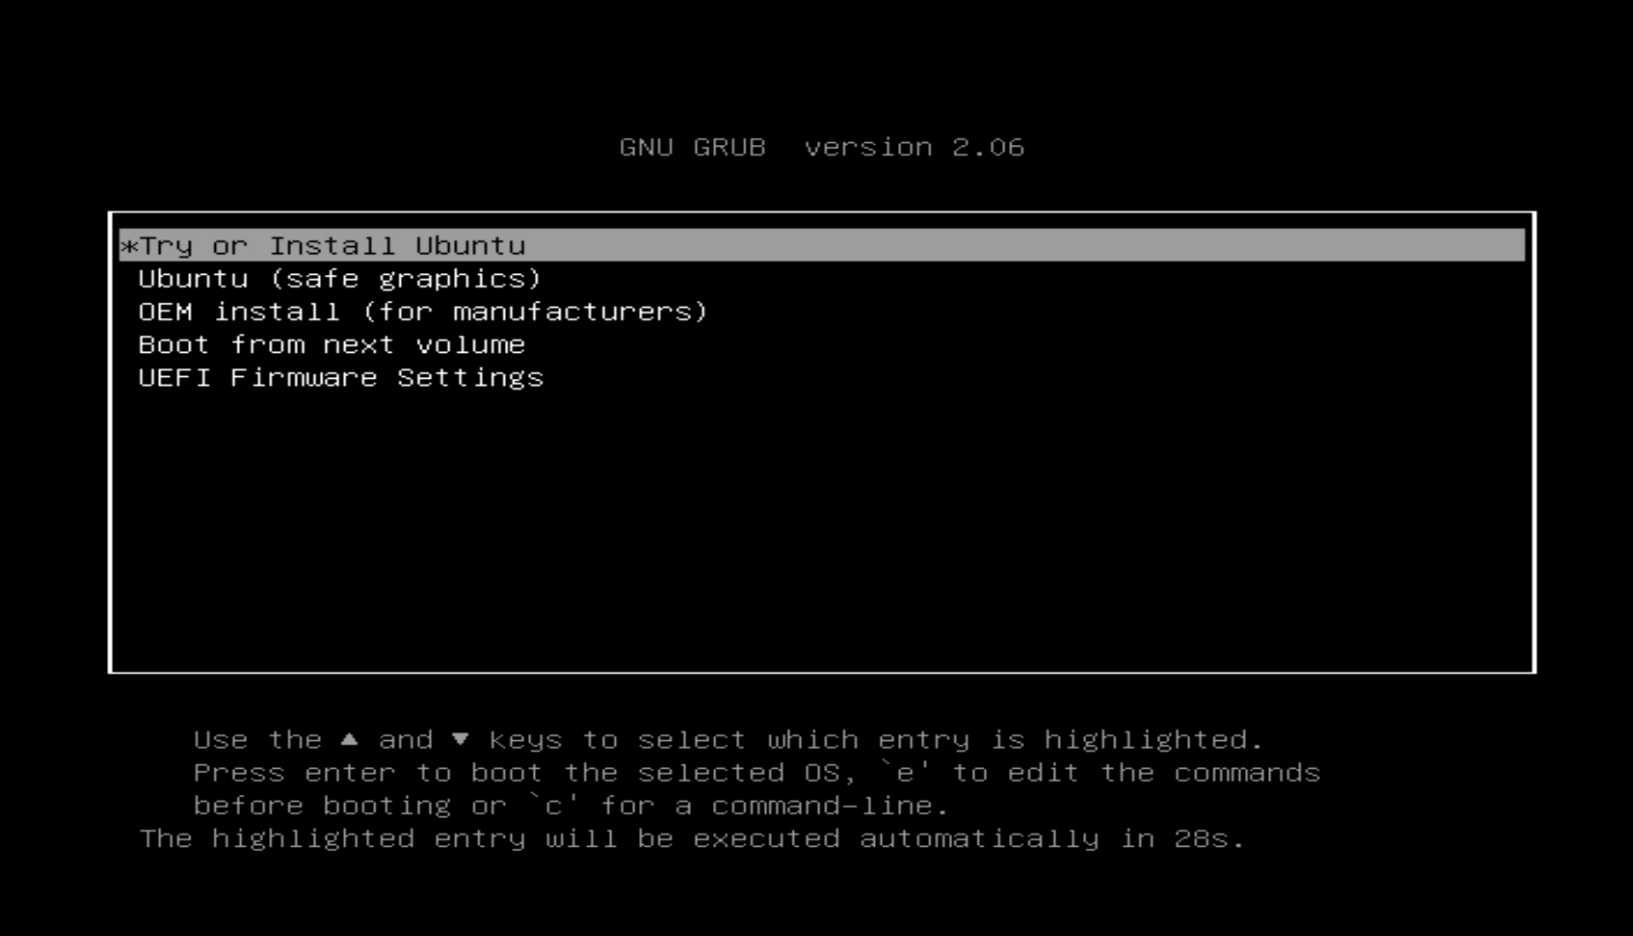 GNU GRUB  version 2.06
*Try or Install Ubuntu
Ubuntu (safe graphics)
OEM install (for manufacturers)
Boot from next volume
UEFI Firmware Settings
Use the ▲ and ▼ keys to select which entry is highlighted.
Press enter to boot the selected OS, `e' to edit the commands
before booting or `c' for a command-line.
The highlighted entry will be executed automatically in 28s.